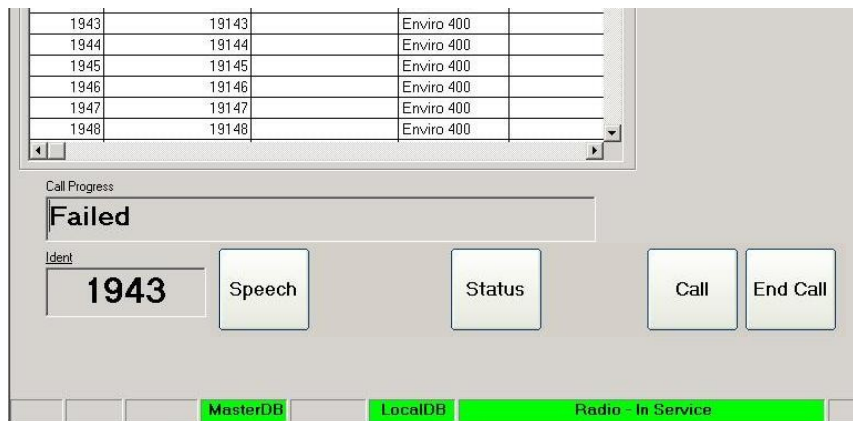 1943 19143 Enviro 400
1944 19144 Enviro 400
1945 19145 Enviro 400
1946 19146 Enviro 400
1947 19147 Enviro 400
1948 19148 Enviro 400
Call Progress
Failed
Ident
1943 Speech Status Call End Call
MasterDB LocalDB Radio - In Service